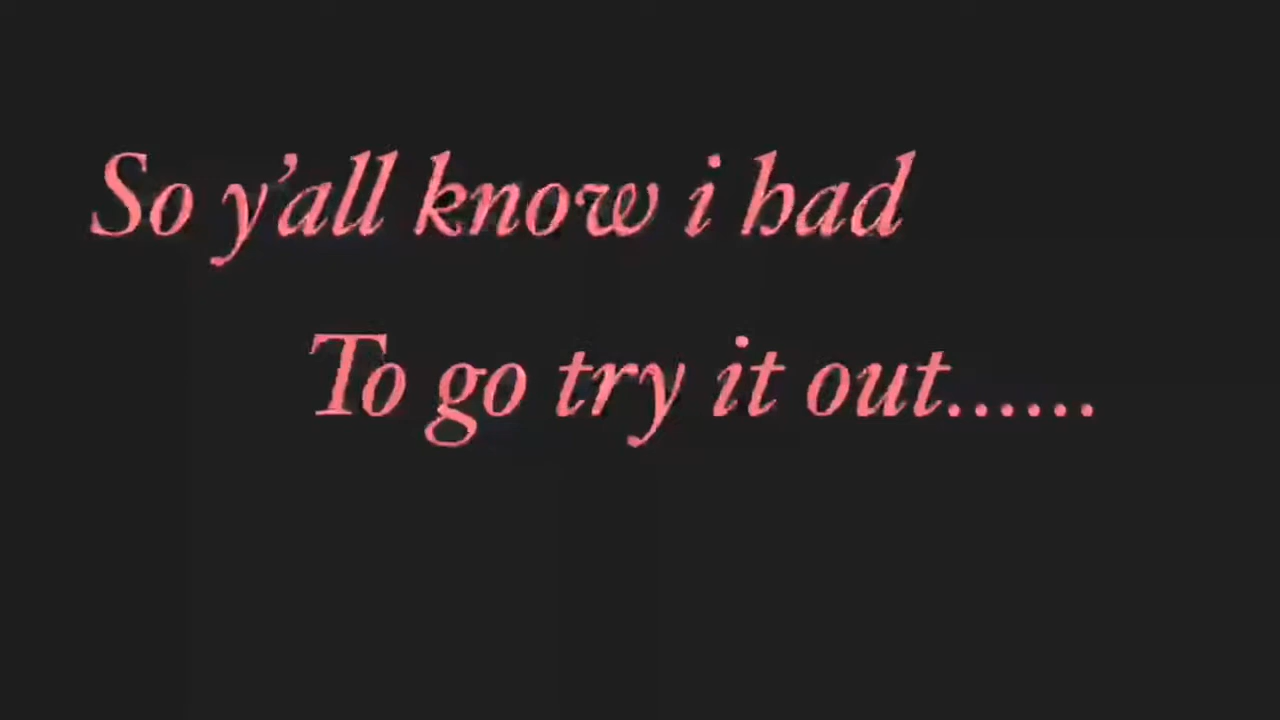 So y'all know i had
To go try it out......